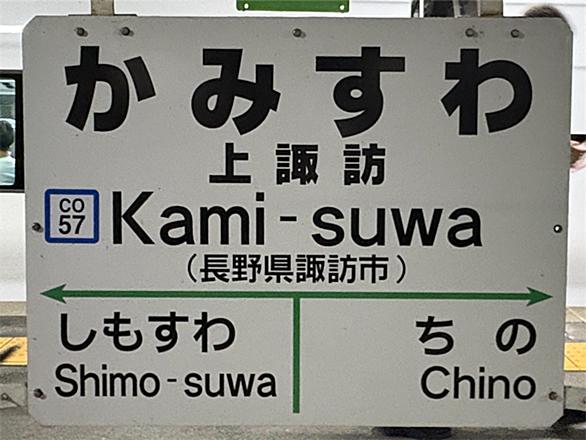 かみすわ
上諏訪
CO
57
Kami-suwa
(長野県諏訪市)
しもすわ
Shimo-suwa
ちの
Chino